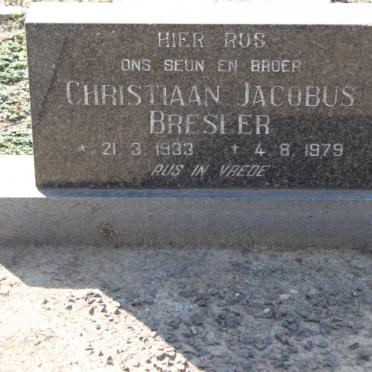 HIER RUS
ONS SEUN EN BROER
CHRISTIAAN JACOBUS
BRESLER
* 21.3.1933 + 4.8.1979
RUS IN VREDE